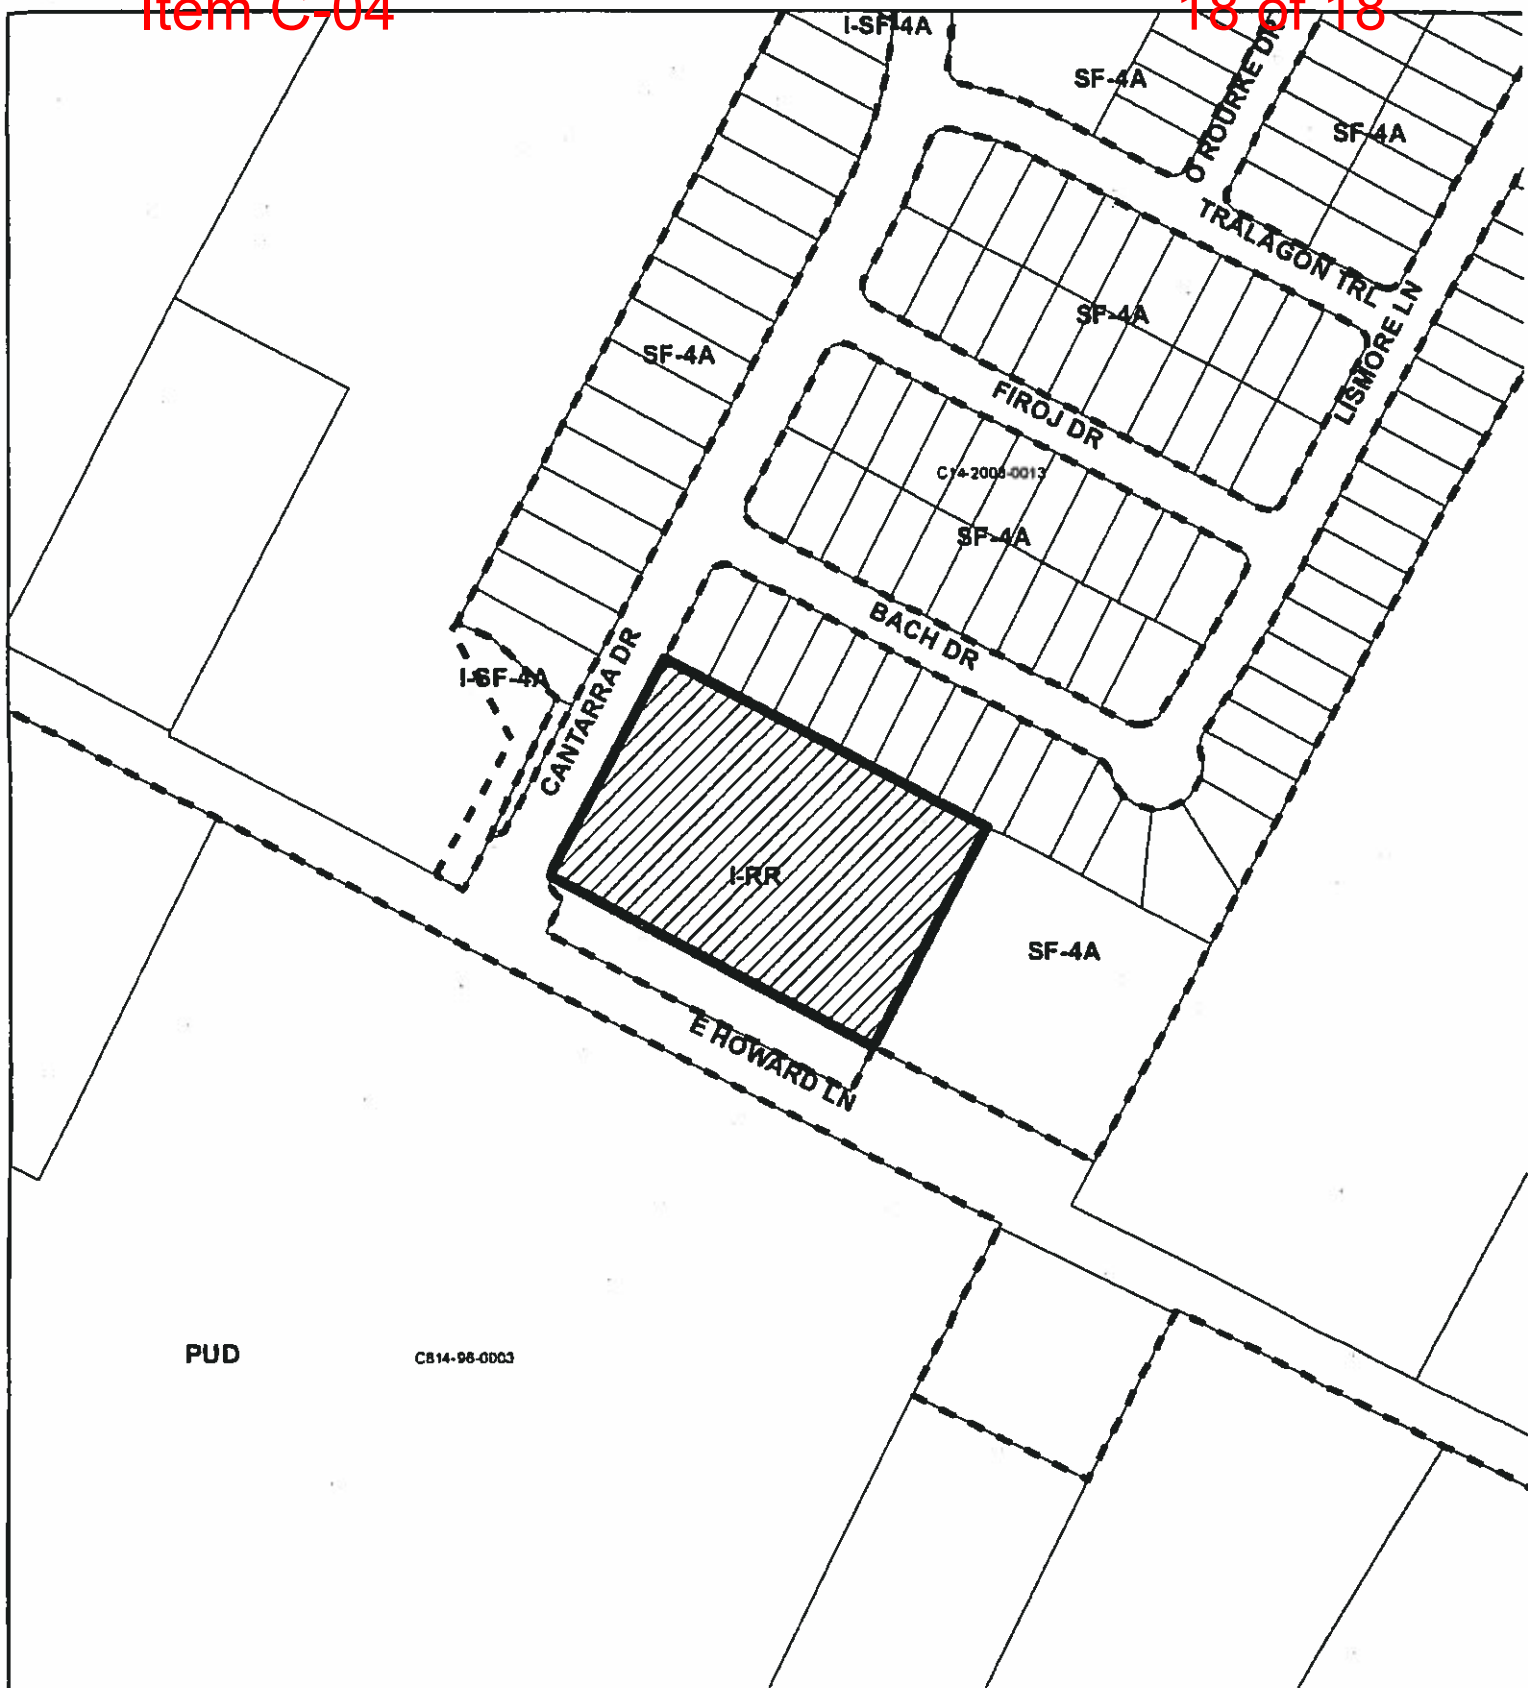 Item C-04
18 of 18
I-SF-4A
SF-4A
O ROURKE DR
SF-4A
TRALAGON TRL
SF-4A
LISMORE LN
SF-4A
FIROJ DR
SF-4A
BACH DR
I-SF-4A
CANTARRA DR
I-RR
SF-4A
E HOWARD LN
PUD
C814-96-0003